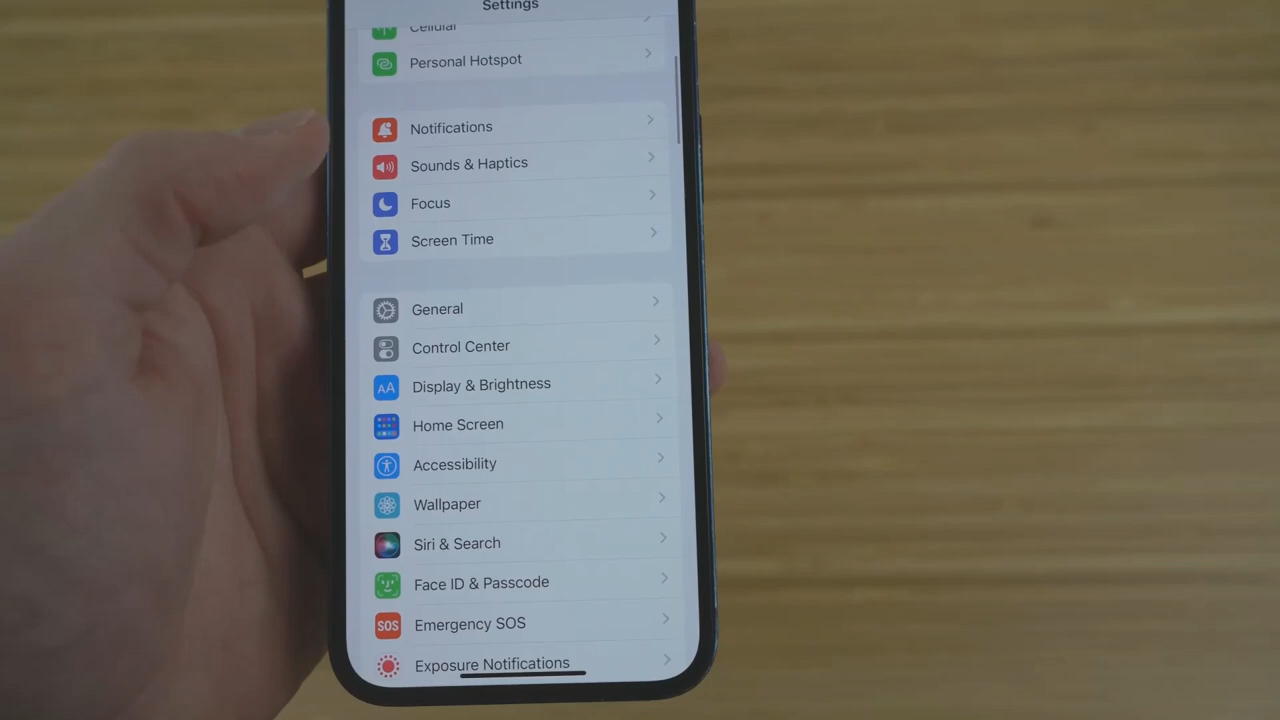 Settings
Cellular
Personal Hotspot
Notifications
Sounds & Haptics
Focus
Screen Time
General
Control Center
AA Display & Brightness
Home Screen
Accessibility
Wallpaper
Siri & Search
Face ID & Passcode
SOS Emergency SOS
Exposure Notifications